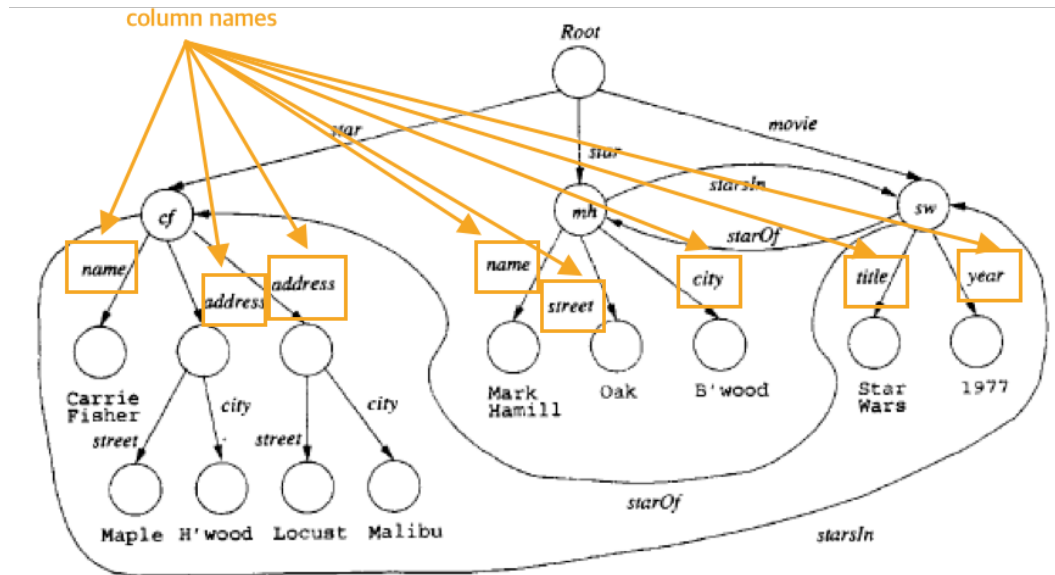 column names
Root
star
star
movie
cf
mh
sw
starsIn
starOf
name
address
address
name
street
city
title
year
Carrie
Fisher
Mark
Hamill
Oak
B'wood
Star
Wars
1977
street
city
street
city
Maple
H'wood
Locust
Malibu
starOf
starsIn